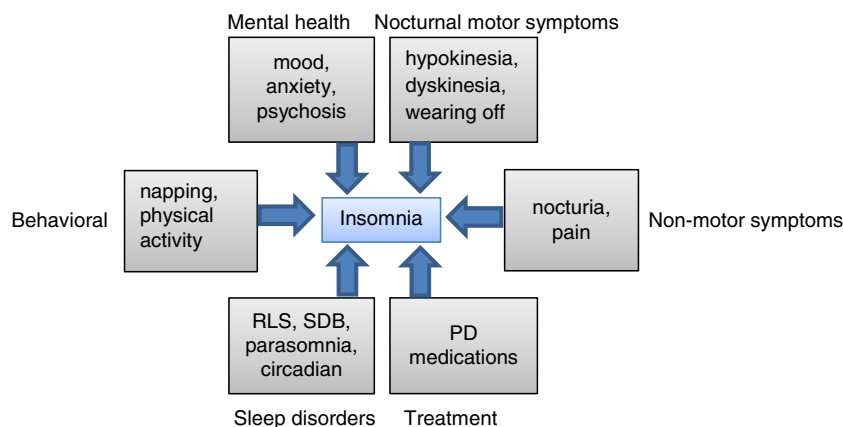 Mental health
Nocturnal motor symptoms
mood,
anxiety,
psychosis
hypokinesia,
dyskinesia,
wearing off
Behavioral
napping,
physical
activity
Insomnia
nocturia,
pain
Non-motor symptoms
RLS, SDB,
parasomnia,
circadian
PD
medications
Sleep disorders
Treatment